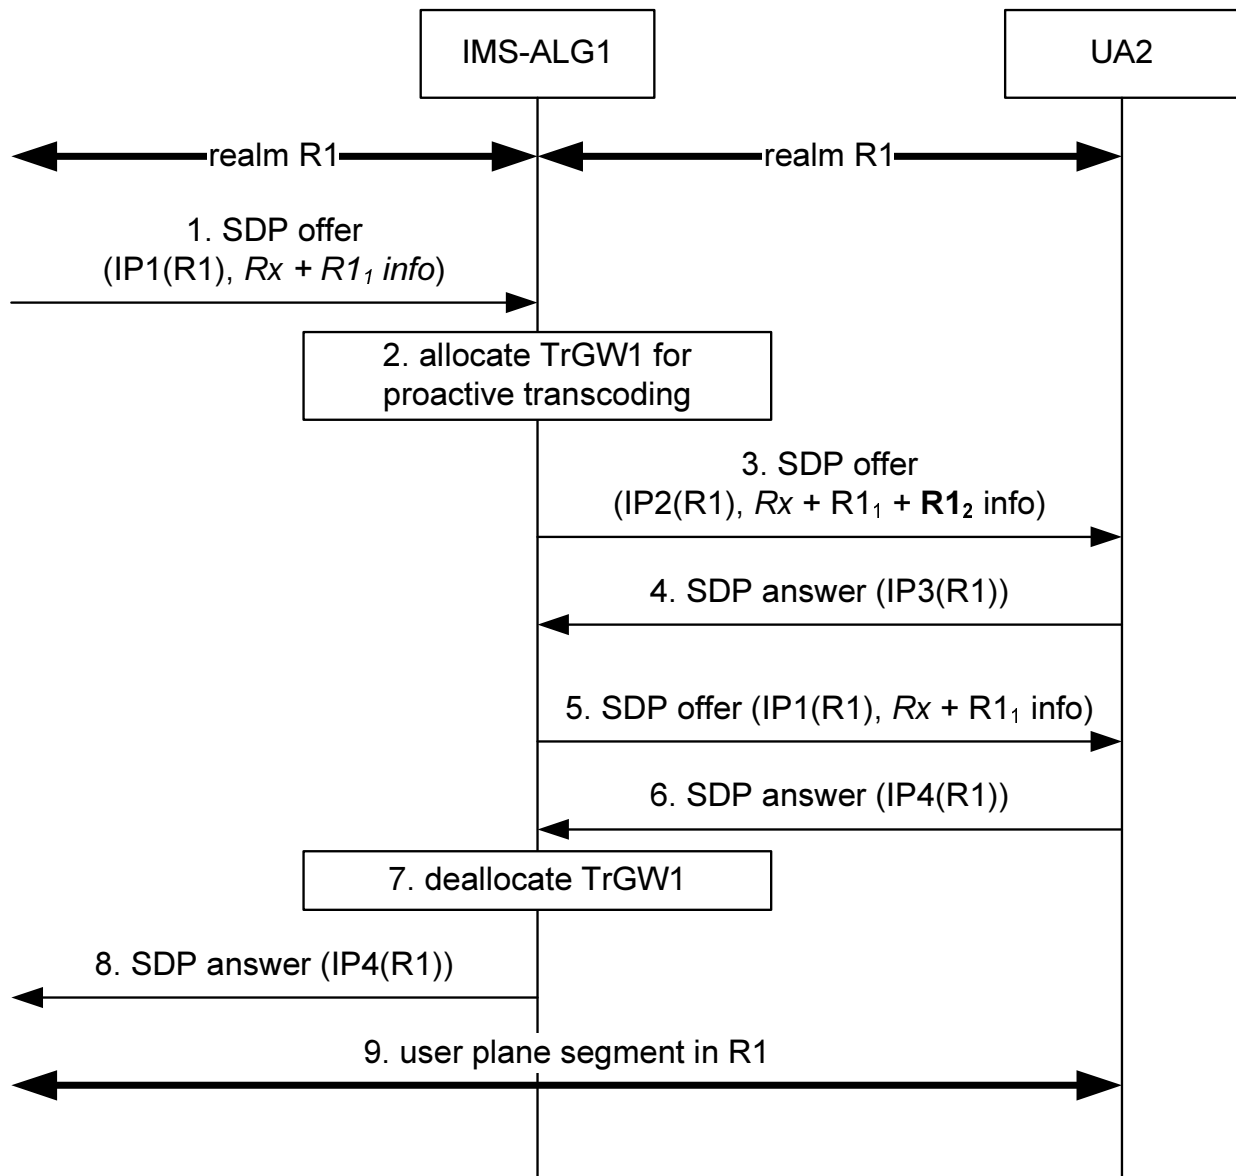 IMS-ALG1
UA2
realm R1
realm R1
1. SDP offer
(IP1(R1), Rx + R1₁ info)
2. allocate TrGW1 for
proactive transcoding
3. SDP offer
(IP2(R1), Rx + R1₁ + R1₂ info)
4. SDP answer (IP3(R1))
5. SDP offer (IP1(R1), Rx + R1₁ info)
6. SDP answer (IP4(R1))
7. deallocate TrGW1
8. SDP answer (IP4(R1))
9. user plane segment in R1